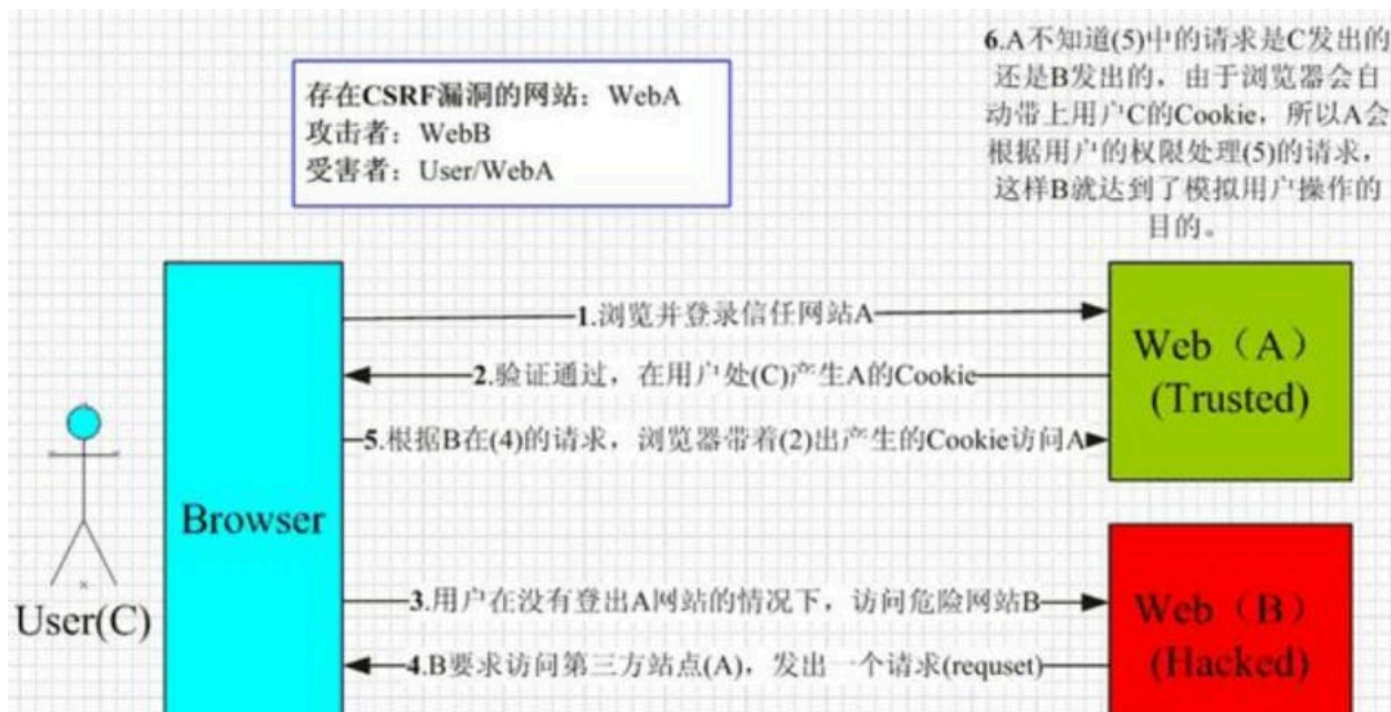 存在CSRF漏洞的网站：WebA
攻击者：WebB
受害者：User/WebA
6.A不知道(5)中的请求是C发出的
还是B发出的，由于浏览器会自
动带上用户C的Cookie，所以A会
根据用户的权限处理(5)的请求，
这样B就达到了模拟用户操作的
目的。
1.浏览并登录信任网站A
2.验证通过，在用户处(C)产生A的Cookie
5.根据B在(4)的请求，浏览器带着(2)出产生的Cookie访问A
Web（A）
(Trusted)
Browser
User(C)
3.用户在没有登出A网站的情况下，访问危险网站B
4.B要求访问第三方站点(A)，发出一个请求(requset)
Web（B）
(Hacked)